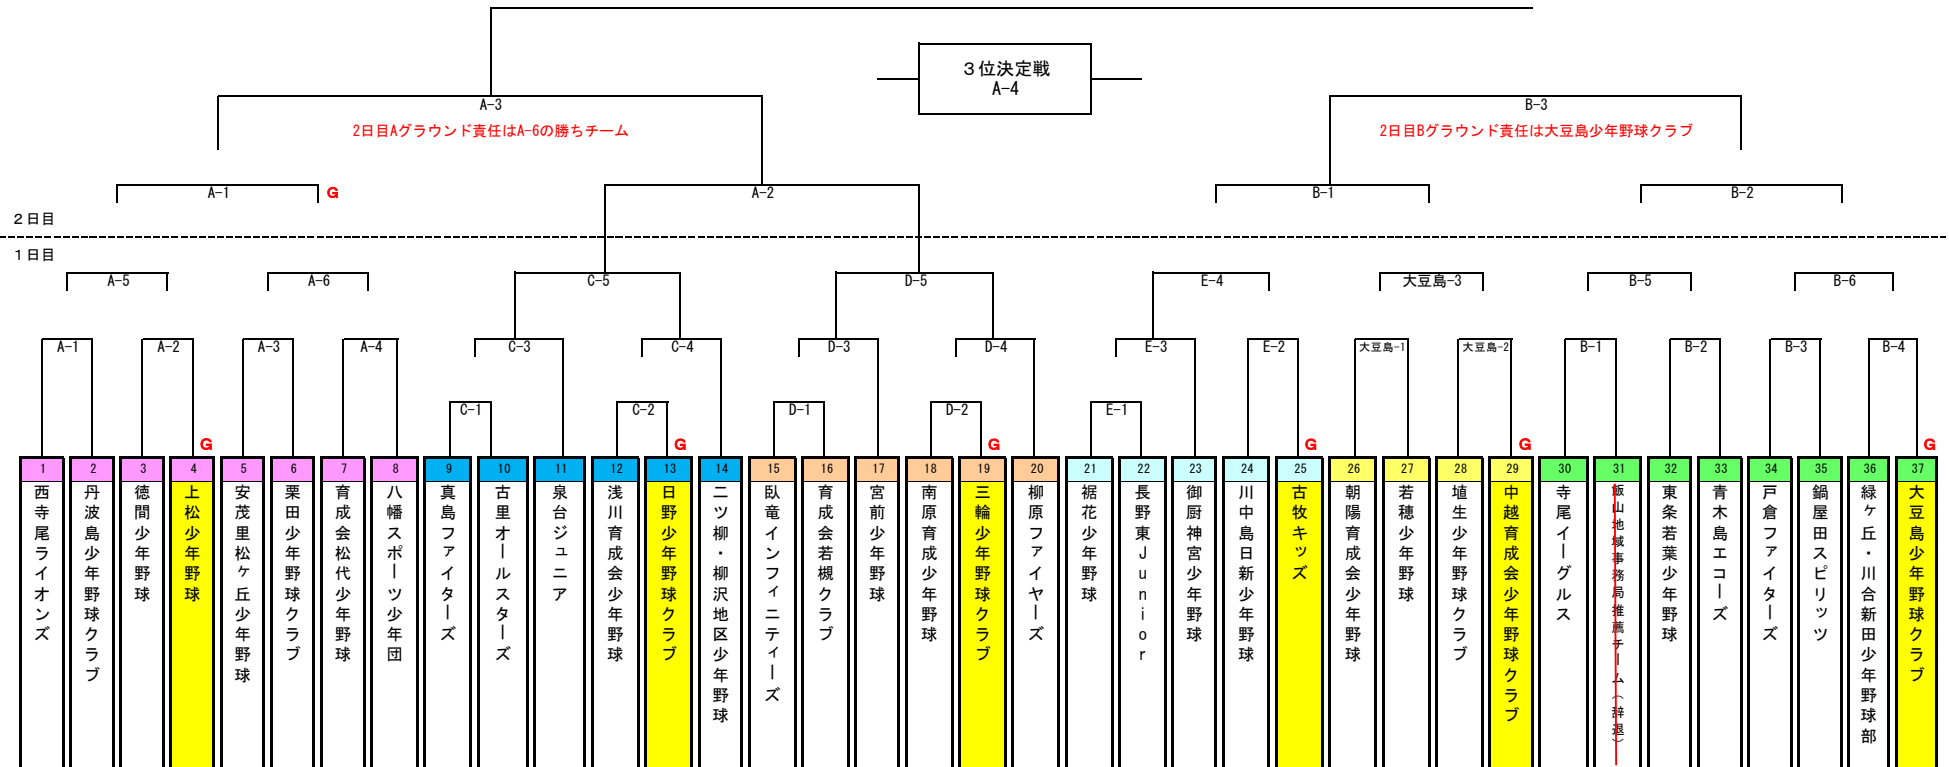 ３位決定戦
A-4
A-3
B-3
2日目Aグラウンド責任はA-6の勝ちチーム
2日目Bグラウンド責任は大豆島少年野球クラブ
A-1
G
A-2
B-1
B-2
２日目
１日目
A-5
A-6
C-5
D-5
E-4
大豆島-3
B-5
B-6
A-1
A-2
A-3
A-4
C-3
C-4
D-3
D-4
E-3
E-2
大豆島-1
大豆島-2
B-1
B-2
B-3
B-4
C-1
C-2
D-1
D-2
E-1
G
G
G
G
G
G
1
西寺尾ライオンズ
2
丹波島少年野球クラブ
3
徳間少年野球
4
上松少年野球
5
安茂里松ヶ丘少年野球
6
栗田少年野球クラブ
7
育成会松代少年野球
8
八幡スポーツ少年団
9
真島ファイターズ
10
古里オールスターズ
11
泉台ジュニア
12
浅川育成会少年野球
13
日野少年野球クラブ
14
二ツ柳・柳沢地区少年野球
15
臥竜インフィニティーズ
16
育成会若槻クラブ
17
宮前少年野球
18
南原育成少年野球
19
三輪少年野球クラブ
20
柳原ファイヤーズ
21
裾花少年野球
22
長野東Junior
23
御厨神宮少年野球
24
川中島日新少年野球
25
古牧キッズ
26
朝陽育成会少年野球
27
若穂少年野球
28
埴生少年野球クラブ
29
中越育成会少年野球クラブ
30
寺尾イーグルス
31
飯山地域事務局推薦チーム（辞退）
32
東条若葉少年野球
33
青木島エコーズ
34
戸倉ファイターズ
35
鍋屋田スピリッツ
36
緑ヶ丘・川合新田少年野球部
37
大豆島少年野球クラブ